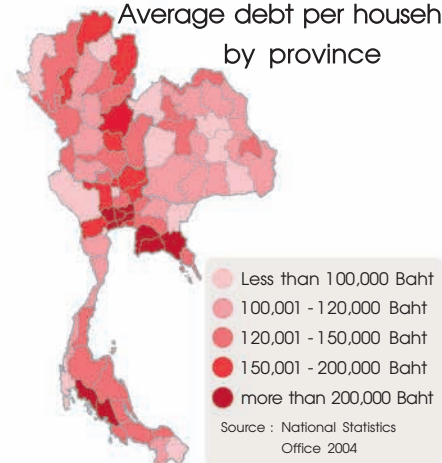 Average debt per househ
by province
Less than 100,000 Baht
100,001 - 120,000 Baht
120,001 - 150,000 Baht
150,001 - 200,000 Baht
more than 200,000 Baht
Source : National Statistics
Office 2004